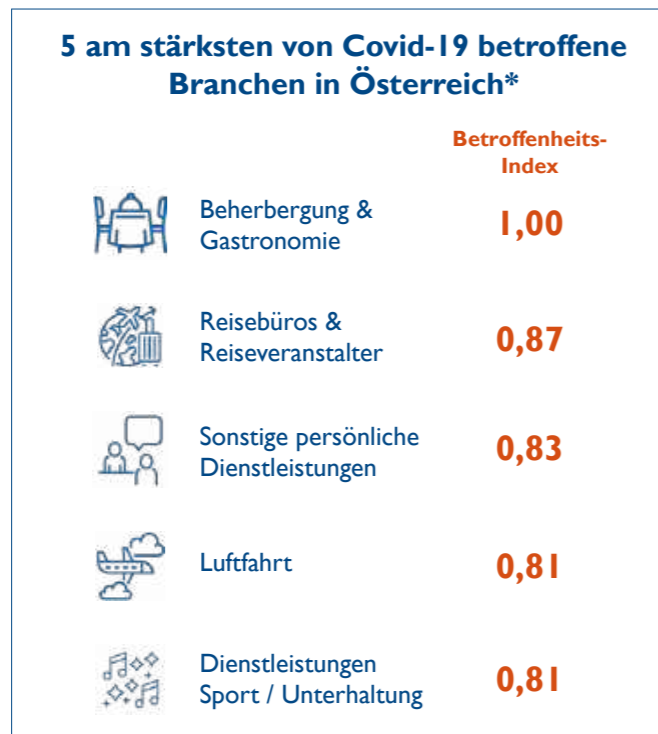 5 am stärksten von Covid-19 betroffene
Branchen in Österreich*
Betroffenheits-
Index
Beherbergung &
Gastronomie
1,00
Reisebüros &
Reiseveranstalter
0,87
Sonstige persönliche
Dienstleistungen
0,83
Luftfahrt
0,81
Dienstleistungen
Sport / Unterhaltung
0,81